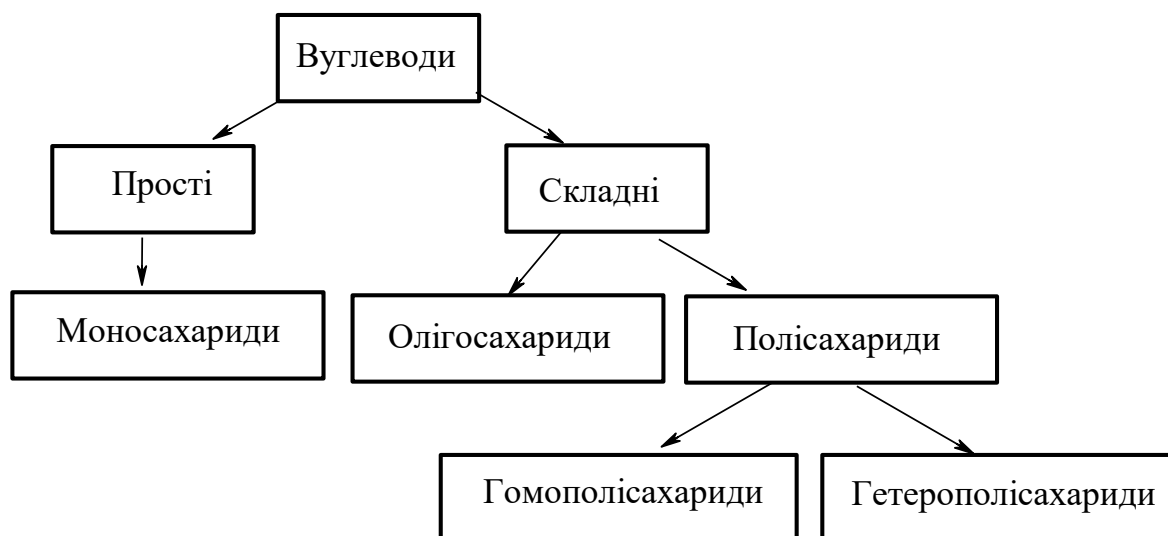 Вуглеводи
Прості
Складні
Моносахариди
Олігосахариди
Полісахариди
Гомополісахариди
Гетерополісахариди